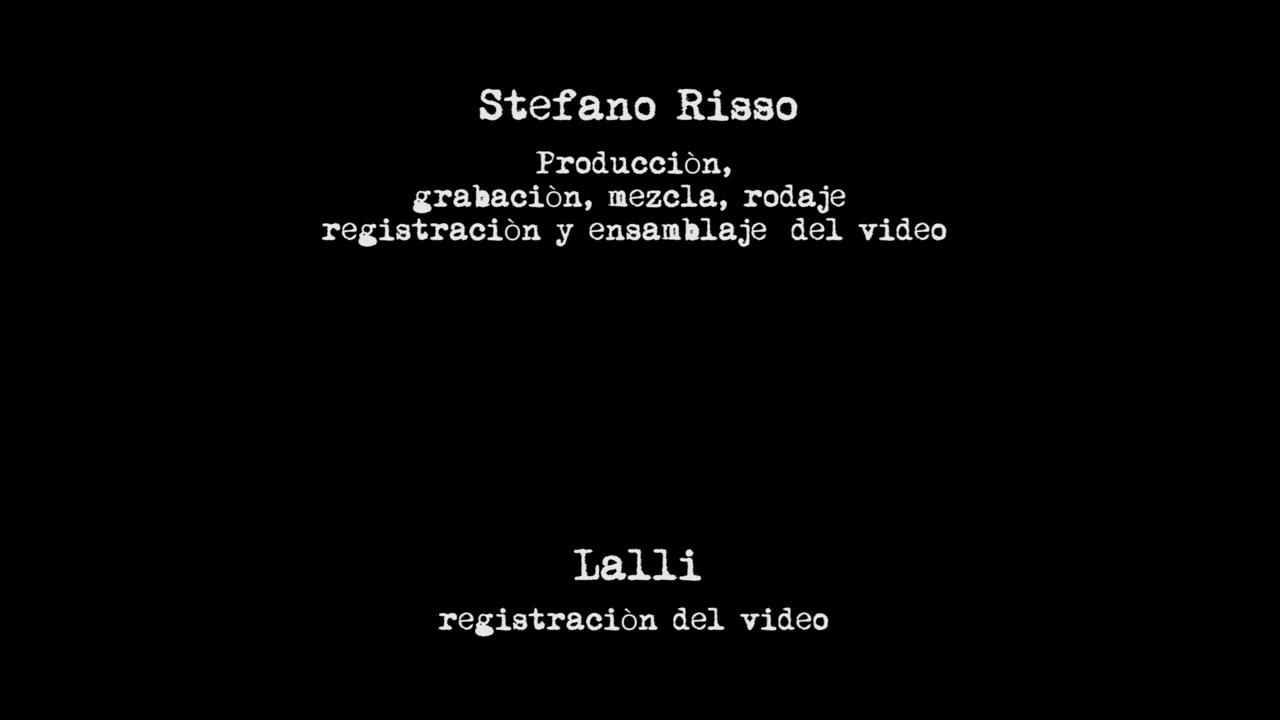 Stefano Risso
Producciòn,
grabaciòn, mezcla, rodaje
registraciòn y ensamblaje del video
Lalli
registraciòn del video